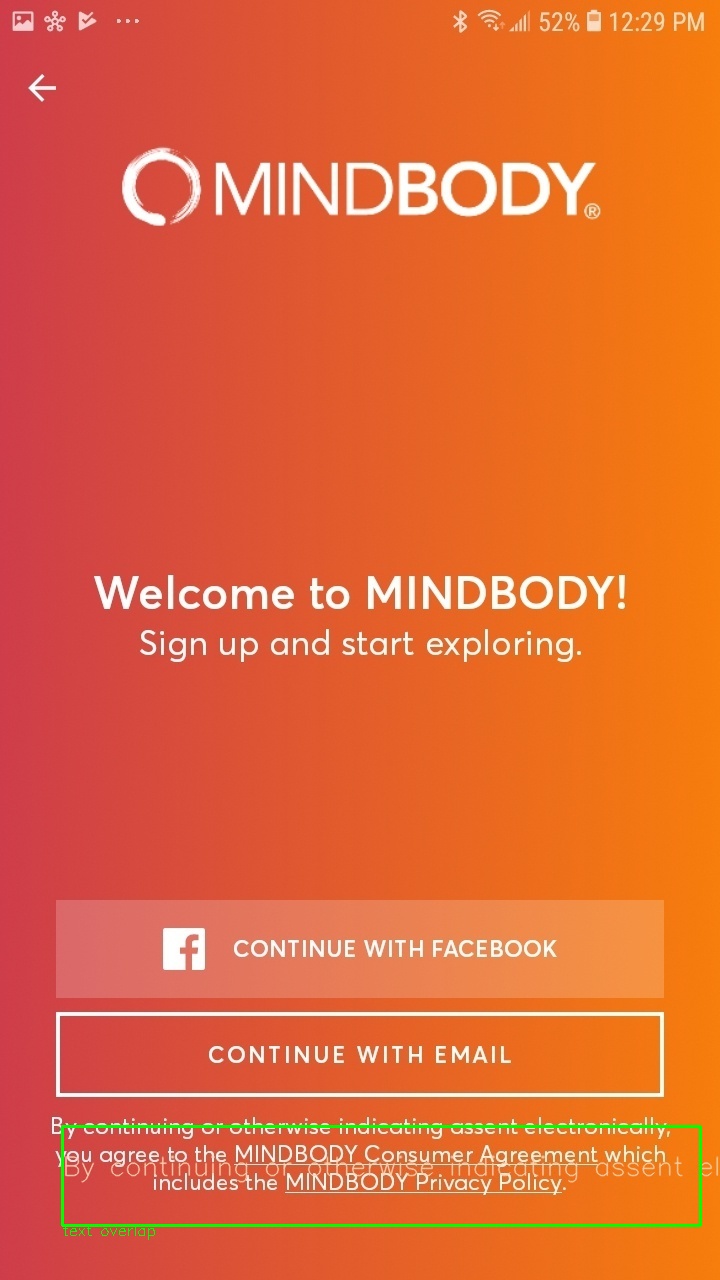 52% 12:29 PM
MINDBODY®
Welcome to MINDBODY!
Sign up and start exploring.
CONTINUE WITH FACEBOOK
CONTINUE WITH EMAIL
By continuing or otherwise indicating assent electronically,
you agree to the MINDBODY Consumer Agreement which
By continuing or otherwise indicating assent el
includes the MINDBODY Privacy Policy.
text overlap